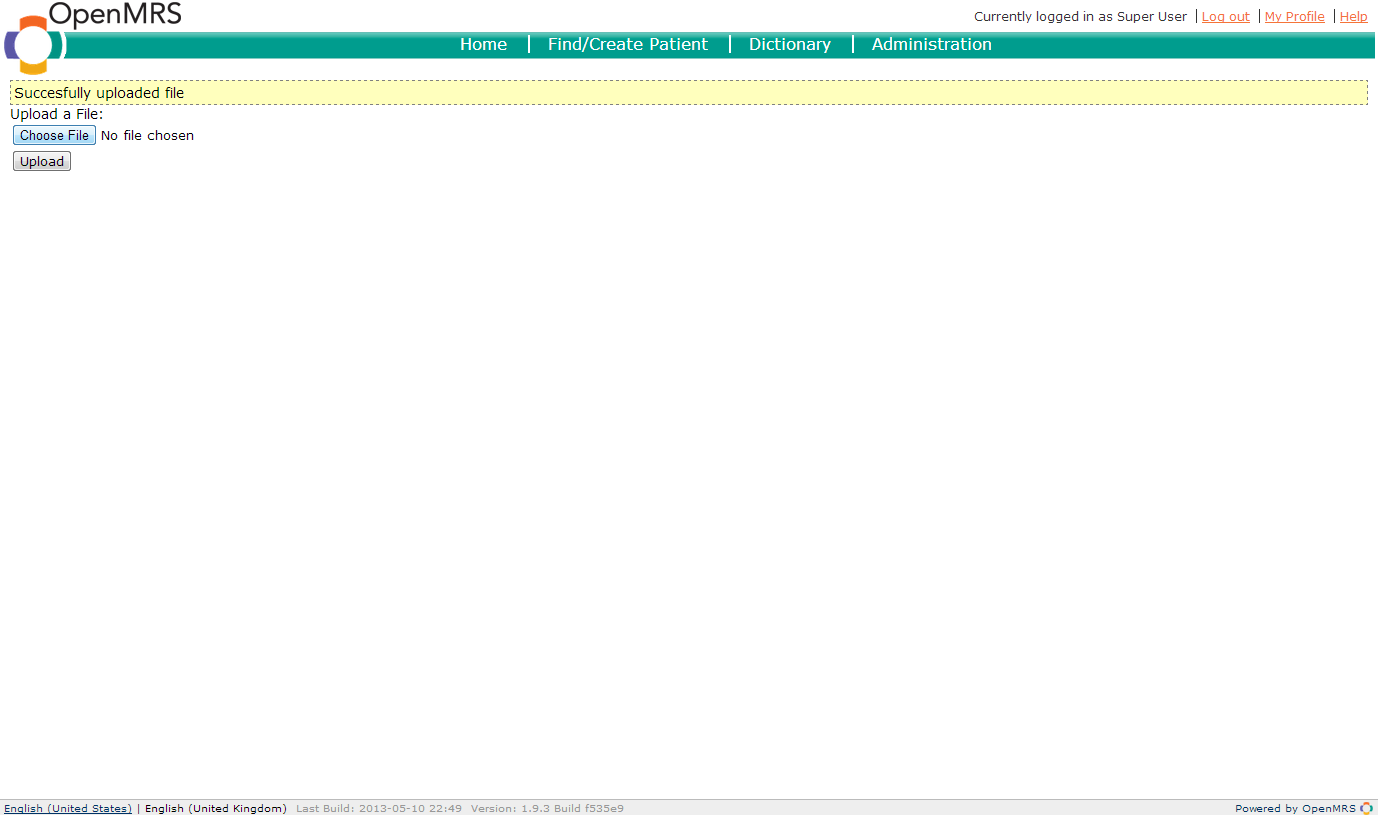 OpenMRS
Currently logged in as Super User | Log out | My Profile | Help
Home | Find/Create Patient | Dictionary | Administration
Succesfully uploaded file
Upload a File:
Choose File No file chosen
Upload
English (United States) | English (United Kingdom) Last Build: 2013-05-10 22:49 Version: 1.9.3 Build f535e9 Powered by OpenMRS